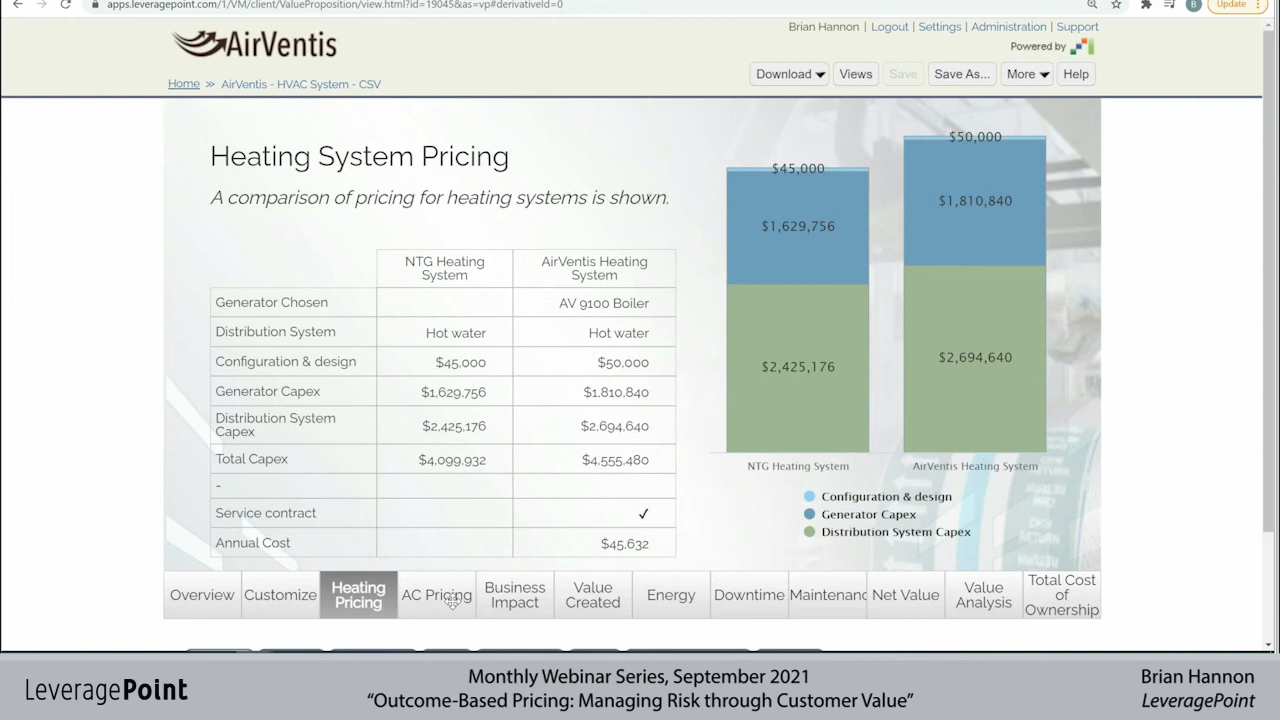 apps.leveragepoint.com/1/VM/client/ValueProposition/view.html?id=19045&as=vp#derivativeId=0
B
Update
AirVentis
Brian Hannon | Logout | Settings | Administration | Support
Powered by
Home » AirVentis - HVAC System - CSV
Download Views Save Save As... More Help
Heating System Pricing
A comparison of pricing for heating systems is shown.
NTG Heating System
AirVentis Heating System
Generator Chosen AV 9100 Boiler
Distribution System Hot water Hot water
Configuration & design $45,000 $50,000
Generator Capex $1,629,756 $1,810,840
Distribution System Capex $2,425,176 $2,694,640
Total Capex $4,099,932 $4,555,480
-
Service contract ✓
Annual Cost $45,632
$45,000
$1,629,756
$2,425,176
NTG Heating System
$50,000
$1,810,840
$2,694,640
AirVentis Heating System
Configuration & design
Generator Capex
Distribution System Capex
Overview
Customize
Heating Pricing
AC Pricing
Business Impact
Value Created
Energy
Downtime
Maintenanc
Net Value
Value Analysis
Total Cost of Ownership
LeveragePoint
Monthly Webinar Series, September 2021
“Outcome-Based Pricing: Managing Risk through Customer Value”
Brian Hannon
LeveragePoint